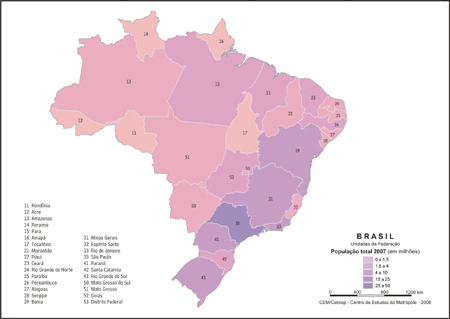 14
16
13
15
21
23
24
22
25
26
27
28
12
11
17
29
51
53
52
31
50
32
35
33
41
42
43
11 Rondônia
12 Acre
13 Amazonas
14 Roraima
15 Pará
16 Amapá
17 Tocantins
21 Maranhão
22 Piauí
23 Ceará
24 Rio Grande do Norte
25 Paraíba
26 Pernambuco
27 Alagoas
28 Sergipe
29 Bahia
31 Minas Gerais
32 Espírito Santo
33 Rio de Janeiro
35 São Paulo
41 Paraná
42 Santa Catarina
43 Rio Grande do Sul
50 Mato Grosso do Sul
51 Mato Grosso
52 Goiás
53 Distrito Federal
BRASIL
Unidades da Federação
População total 2007 (em milhões)
0 a 1,5
1,5 a 4
4 a 10
10 a 25
25 a 50
0 400 800 1200 km
CEM/Cebrap - Centro de Estudos da Metrópole - 2008